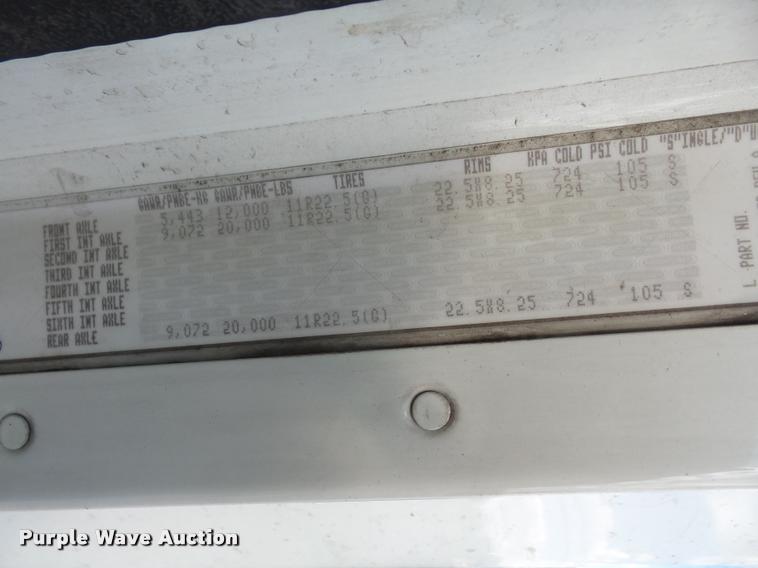 GAWR/PNBE-KG GAWR/PNBE-LBS TIRES RIMS KPA COLD PSI COLD "S"INGLE/"D"U
FRONT AXLE 5,443 12,000 11R22.5(G) 22.5X8.25 724 105 S
FIRST INT AXLE 9,072 20,000 11R22.5(G) 22.5X8.25 724 105 S
SECOND INT AXLE
THIRD INT AXLE
FOURTH INT AXLE
FIFTH INT AXLE
SIXTH INT AXLE
REAR AXLE 9,072 20,000 11R22.5(G) 22.5X8.25 724 105 S
L PART NO.
Purple Wave Auction